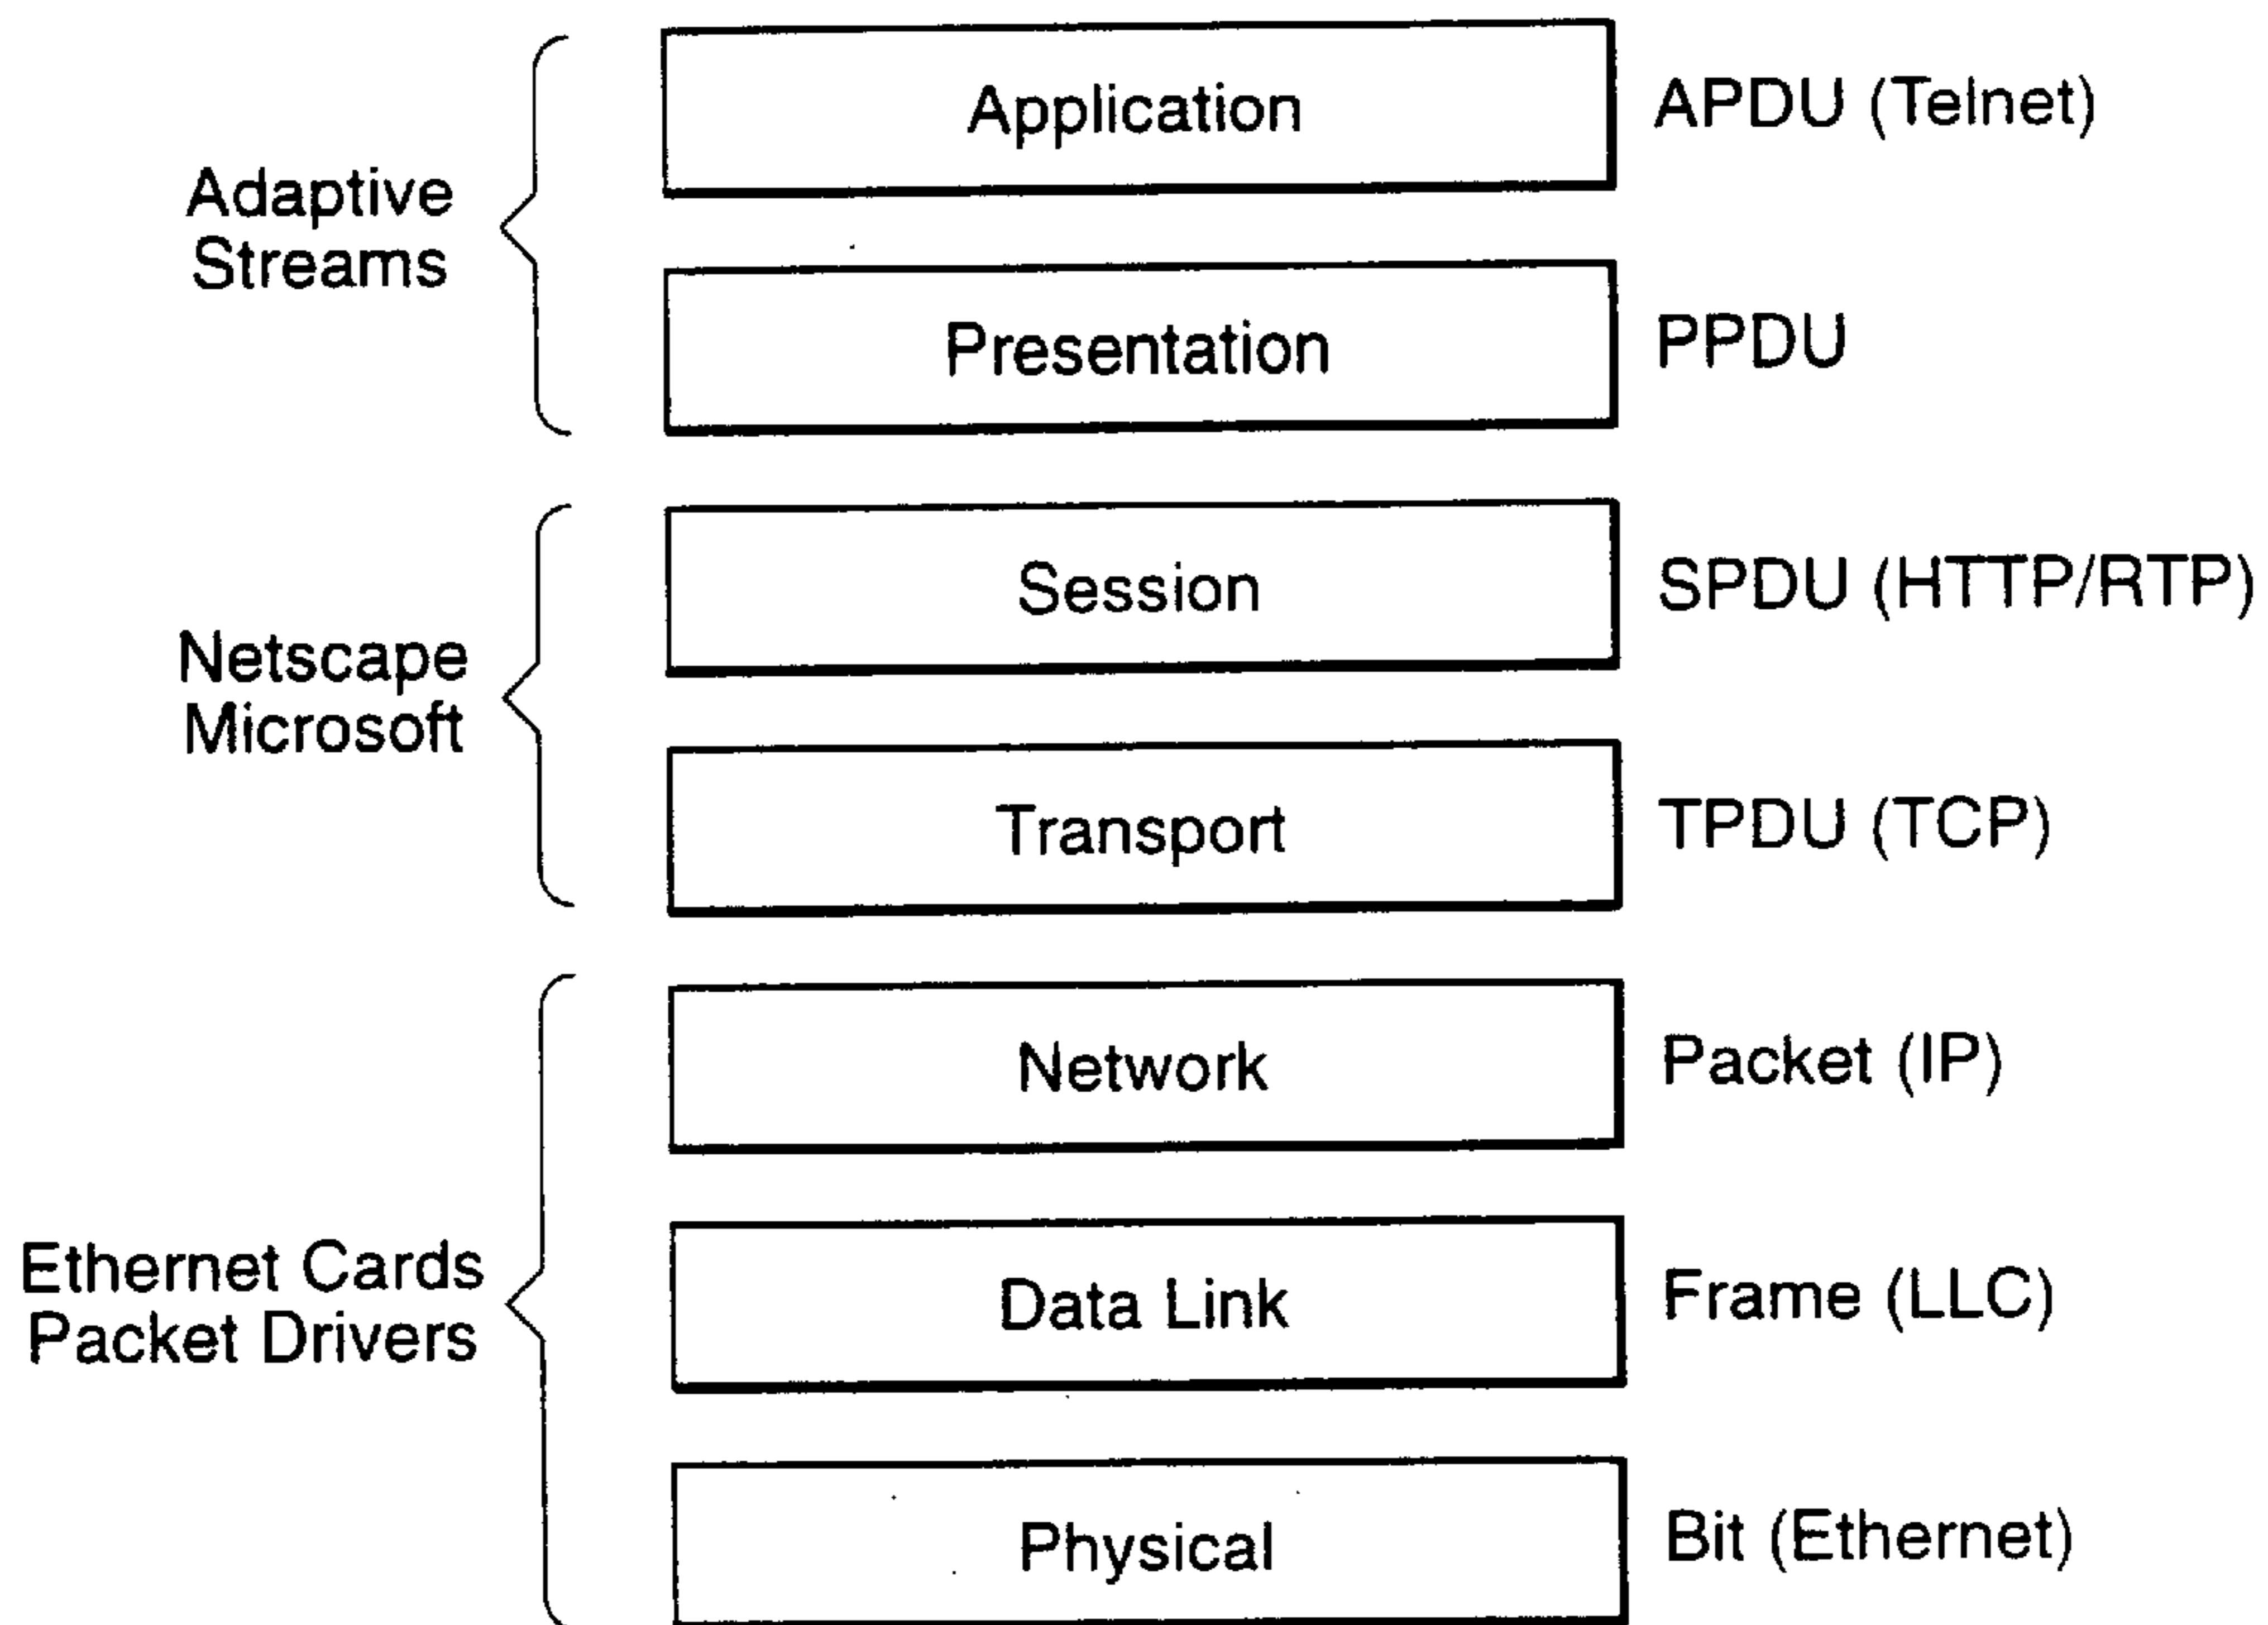 Adaptive
Streams
Application
APDU (Telnet)
Presentation
PPDU
Netscape
Microsoft
Session
SPDU (HTTP/RTP)
Transport
TPDU (TCP)
Ethernet Cards
Packet Drivers
Network
Packet (IP)
Data Link
Frame (LLC)
Physical
Bit (Ethernet)